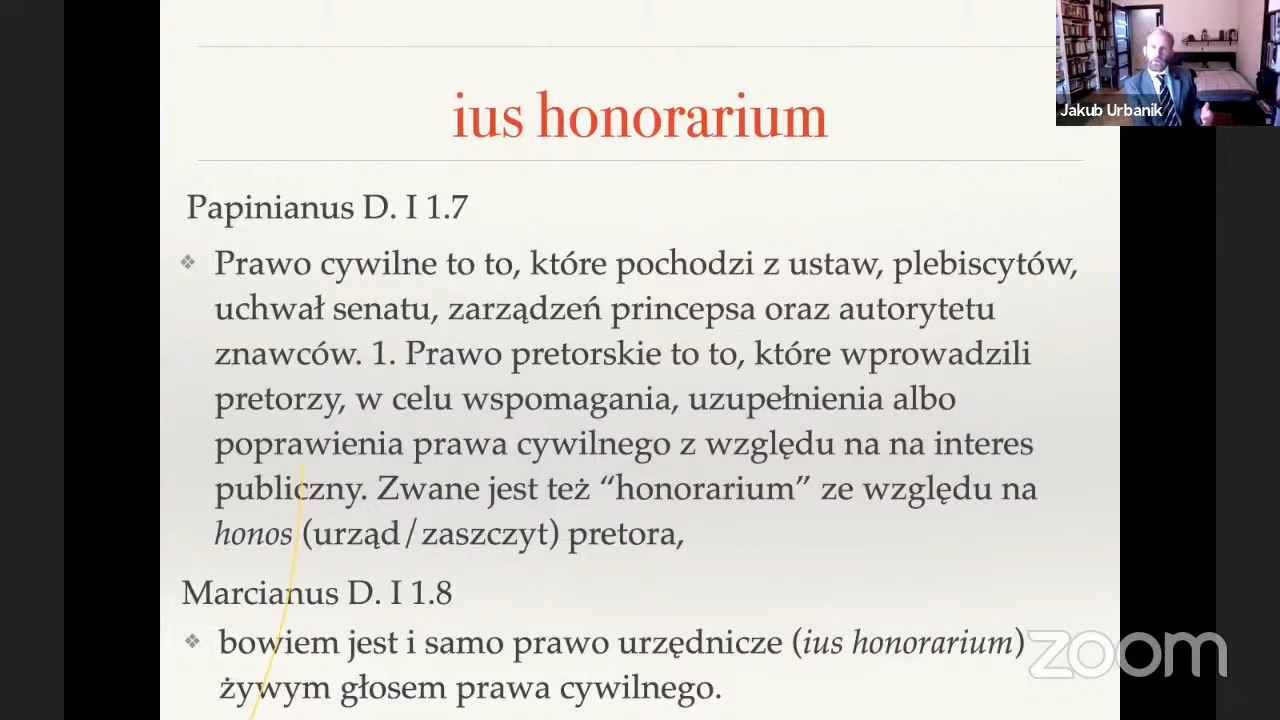 ius honorarium
Jakub Urbanik
Papinianus D. I 1.7
Prawo cywilne to to, które pochodzi z ustaw, plebiscytów,
uchwał senatu, zarządzeń princepsa oraz autorytetu
znawców. 1. Prawo pretorskie to to, które wprowadzili
pretorzy, w celu wspomagania, uzupełnienia albo
poprawienia prawa cywilnego z względu na na interes
publiczny. Zwane jest też “honorarium” ze względu na
honos (urząd/zaszczyt) pretora,
Marcianus D. I 1.8
bowiem jest i samo prawo urzędnicze (ius honorarium)
żywym głosem prawa cywilnego.
zoom